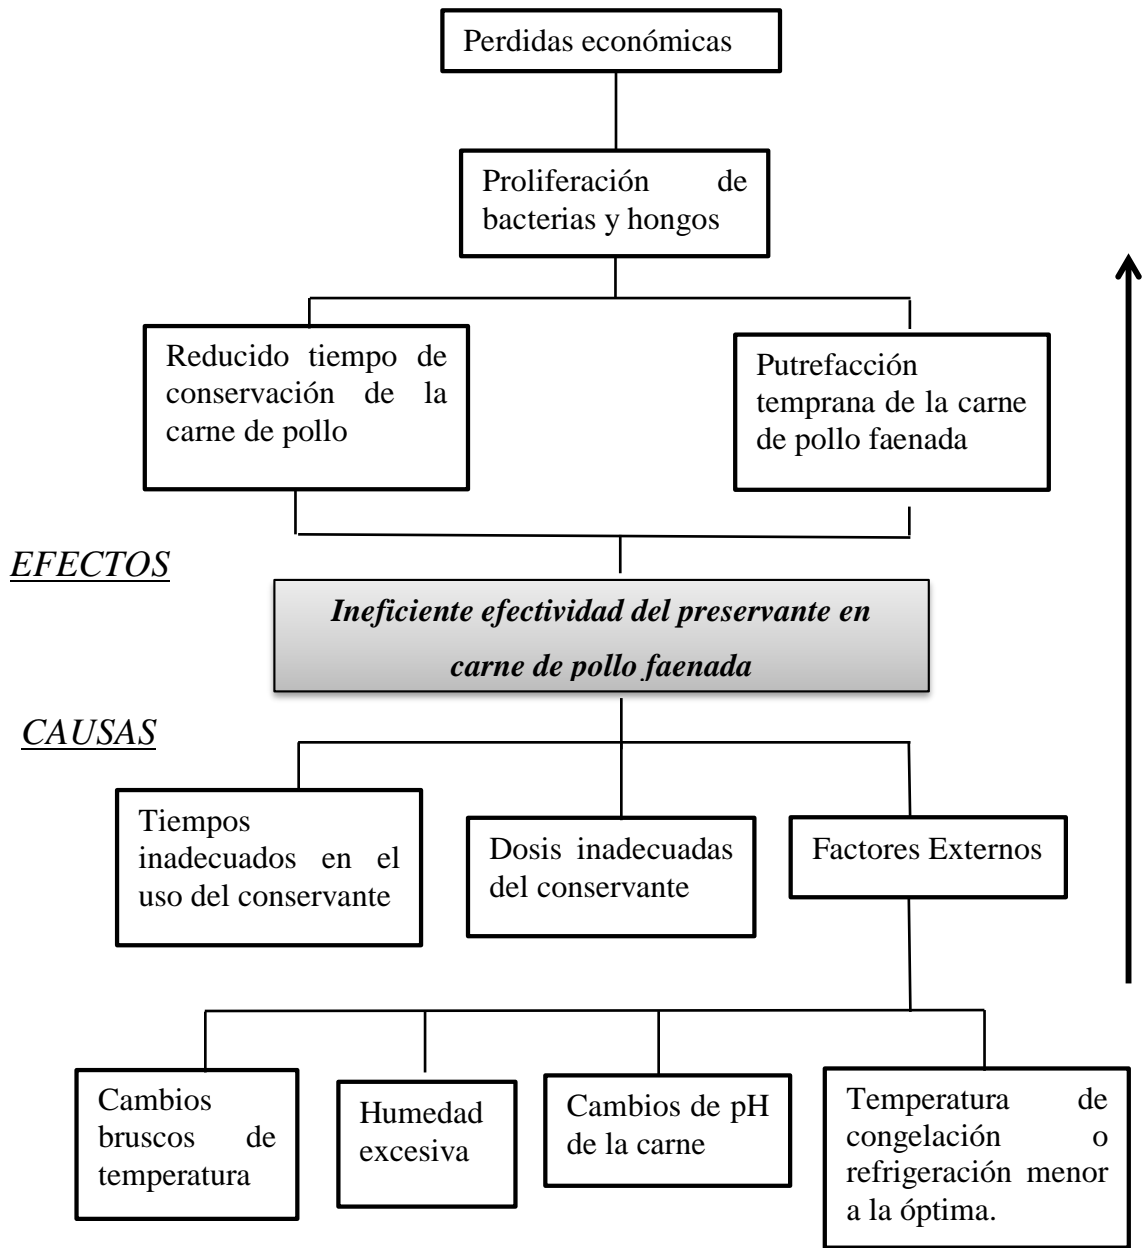 Perdidas económicas
Proliferación de
bacterias y hongos
Reducido tiempo de
conservación de la
carne de pollo
Putrefacción
temprana de la carne
de pollo faenada
EFECTOS
Ineficiente efectividad del preservante en
carne de pollo faenada
CAUSAS
Tiempos
inadecuados en el
uso del conservante
Dosis inadecuadas
del conservante
Factores Externos
Cambios
bruscos de
temperatura
Humedad
excesiva
Cambios de pH
de la carne
Temperatura de
congelación o
refrigeración menor
a la óptima.